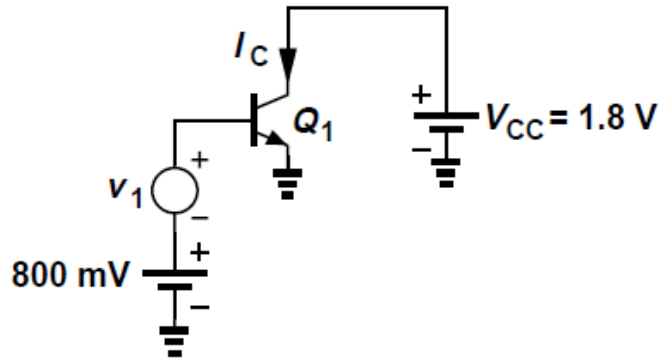 I_C
Q_1
+
V_CC = 1.8 V
−
+
v_1
−
+
800 mV
−